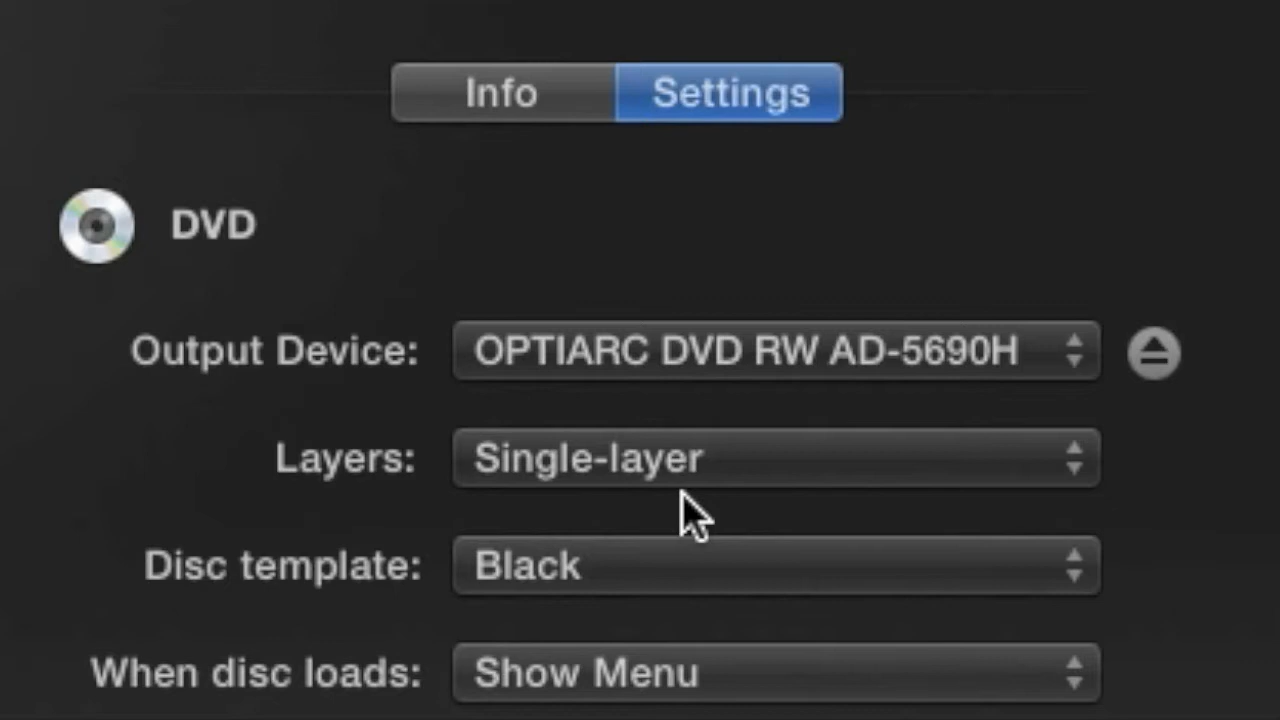 Info Settings
DVD
Output Device: OPTIARC DVD RW AD-5690H
Layers: Single-layer
Disc template: Black
When disc loads: Show Menu